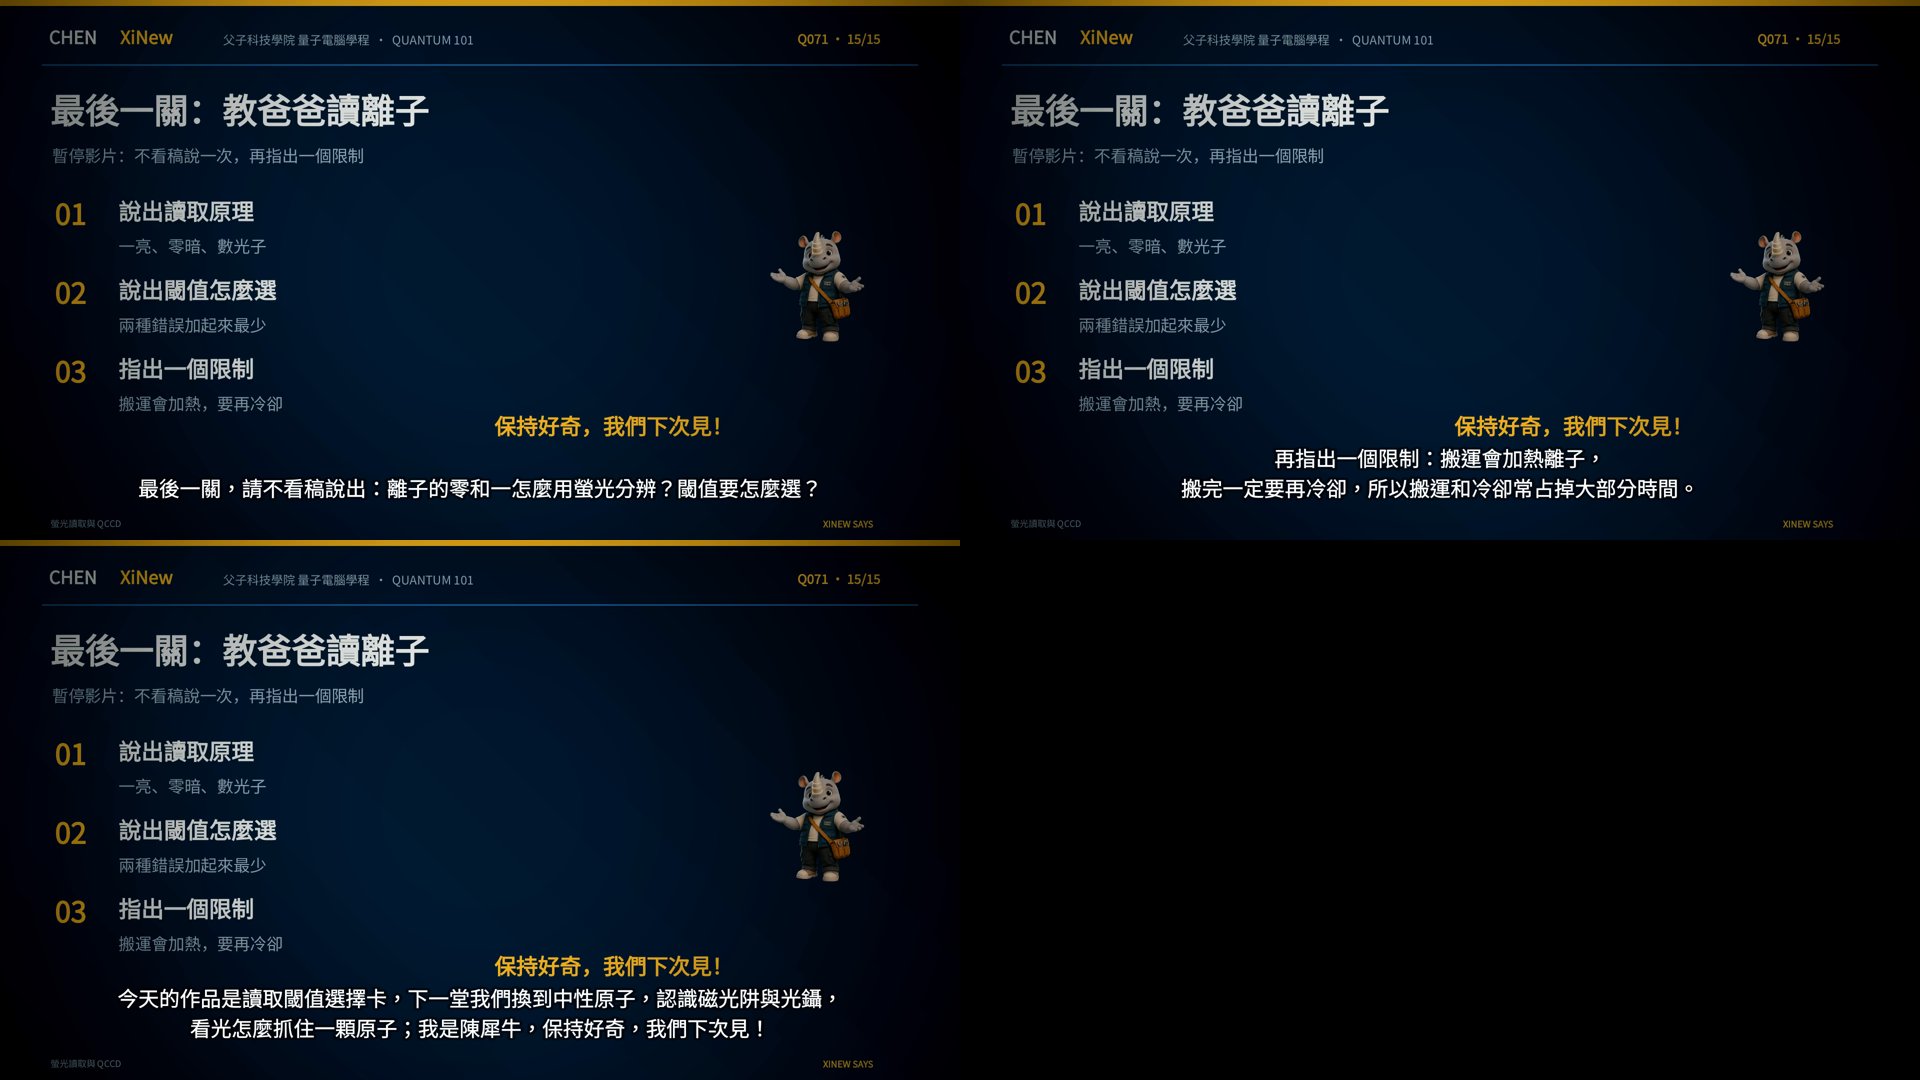 CHEN XiNew 父子科技學院 量子電腦學程 · QUANTUM 101 Q071 · 15/15
最後一關：教爸爸讀離子
暫停影片：不看稿說一次，再指出一個限制
01 說出讀取原理
一亮、零暗、數光子
02 說出閾值怎麼選
兩種錯誤加起來最少
03 指出一個限制
搬運會加熱，要再冷卻
保持好奇，我們下次見！
最後一關，請不看稿說出：離子的零和一怎麼用螢光分辨？閾值要怎麼選？
螢光讀取與 QCCD XINEW SAYS
CHEN XiNew 父子科技學院 量子電腦學程 · QUANTUM 101 Q071 · 15/15
最後一關：教爸爸讀離子
暫停影片：不看稿說一次，再指出一個限制
01 說出讀取原理
一亮、零暗、數光子
02 說出閾值怎麼選
兩種錯誤加起來最少
03 指出一個限制
搬運會加熱，要再冷卻
保持好奇，我們下次見！
再指出一個限制：搬運會加熱離子，
搬完一定要再冷卻，所以搬運和冷卻常占掉大部分時間。
螢光讀取與 QCCD XINEW SAYS
CHEN XiNew 父子科技學院 量子電腦學程 · QUANTUM 101 Q071 · 15/15
最後一關：教爸爸讀離子
暫停影片：不看稿說一次，再指出一個限制
01 說出讀取原理
一亮、零暗、數光子
02 說出閾值怎麼選
兩種錯誤加起來最少
03 指出一個限制
搬運會加熱，要再冷卻
保持好奇，我們下次見！
今天的作品是讀取閾值選擇卡，下一堂我們換到中性原子，認識磁光阱與光鑷，
看光怎麼抓住一顆原子；我是陳犀牛，保持好奇，我們下次見！
螢光讀取與 QCCD XINEW SAYS